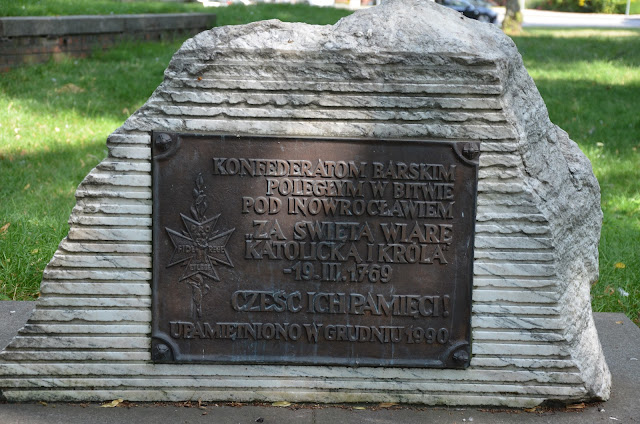 KONFEDERATOM BARSKIM
POLEGŁYM W BITWIE
POD INOWROCŁAWIEM
„ZA ŚWIĘTĄ WIARĘ
KATOLICKĄ I KRÓLA”
-19.III.1769
CZEŚĆ ICH PAMIĘCI!
UPAMIĘTNIONO W GRUDNIU 1990